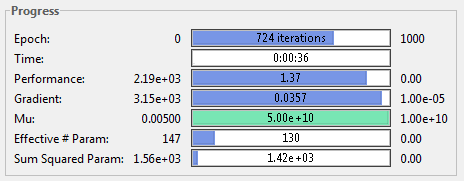 Progress
Epoch: 0 724 iterations 1000
Time: 0:00:36
Performance: 2.19e+03 1.37 0.00
Gradient: 3.15e+03 0.0357 1.00e-05
Mu: 0.00500 5.00e+10 1.00e+10
Effective # Param: 147 130 0.00
Sum Squared Param: 1.56e+03 1.42e+03 0.00